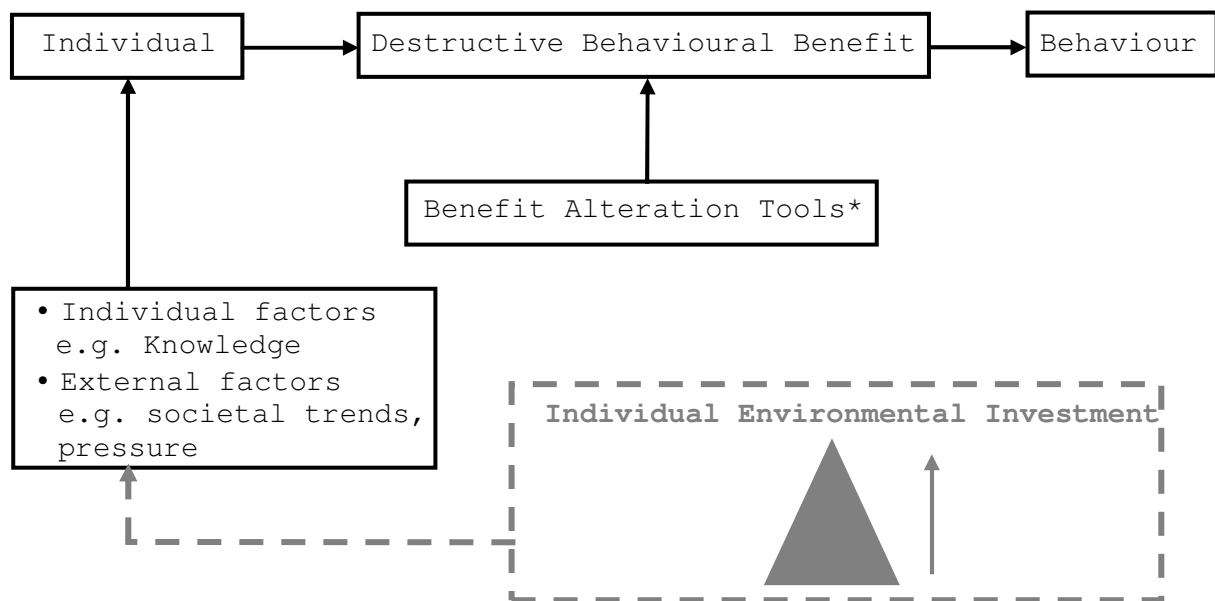 Individual
Destructive Behavioural Benefit
Behaviour
Benefit Alteration Tools*
• Individual factors
e.g. Knowledge
• External factors
e.g. societal trends,
pressure
Individual Environmental Investment